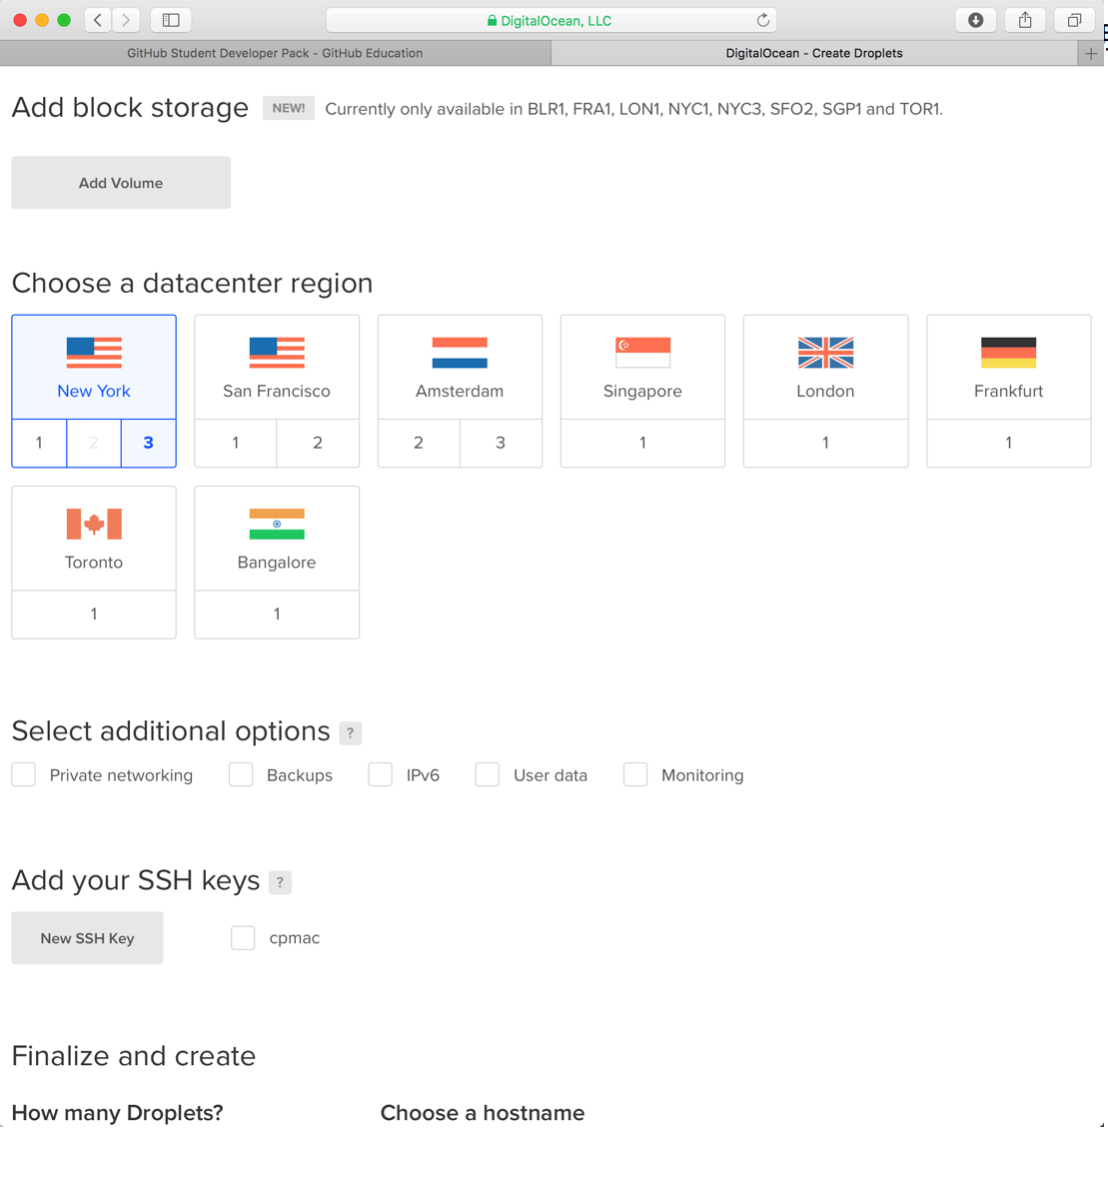 DigitalOcean, LLC
GitHub Student Developer Pack - GitHub Education
DigitalOcean - Create Droplets
Add block storage NEW! Currently only available in BLR1, FRA1, LON1, NYC1, NYC3, SFO2, SGP1 and TOR1.
Add Volume
Choose a datacenter region
New York San Francisco Amsterdam Singapore London Frankfurt
1 2 3 1 2 2 3 1 1 1
Toronto Bangalore
1 1
Select additional options ?
Private networking Backups IPv6 User data Monitoring
Add your SSH keys ?
New SSH Key cpmac
Finalize and create
How many Droplets? Choose a hostname